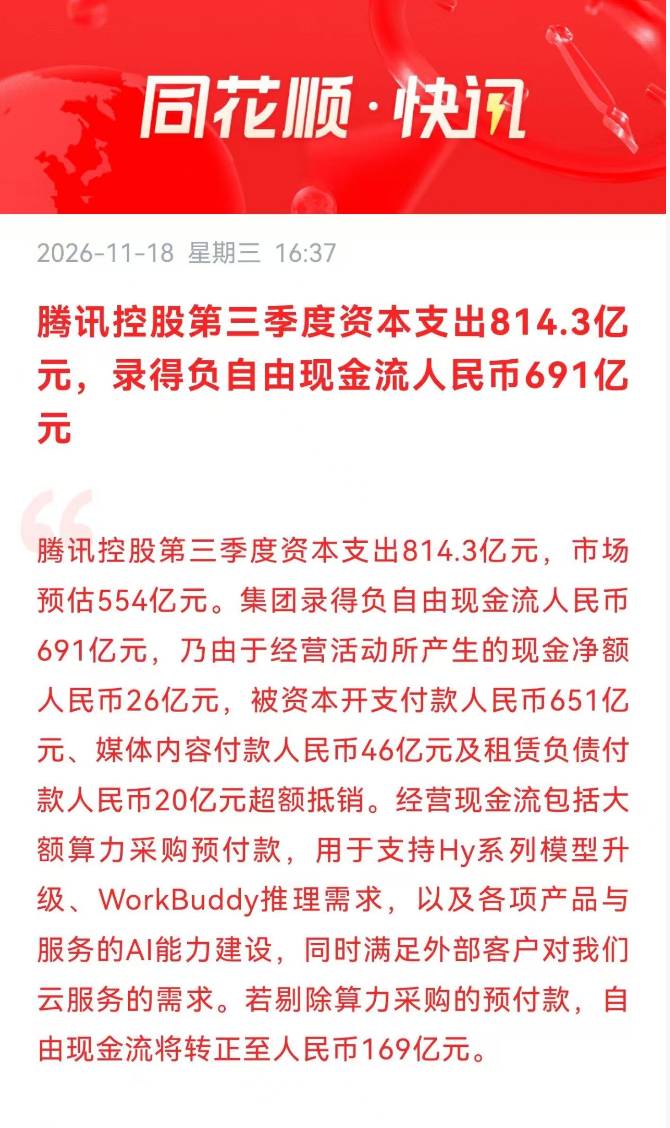 同花顺·快讯
2026-11-18 星期三 16:37
腾讯控股第三季度资本支出814.3亿
元，录得负自由现金流人民币691亿
元
腾讯控股第三季度资本支出814.3亿元，市场
预估554亿元。集团录得负自由现金流人民币
691亿元，乃由于经营活动所产生的现金净额
人民币26亿元，被资本开支付款人民币651亿
元、媒体内容付款人民币46亿元及租赁负债付
款人民币20亿元超额抵销。经营现金流包括大
额算力采购预付款，用于支持Hy系列模型升
级、WorkBuddy推理需求，以及各项产品与
服务的AI能力建设，同时满足外部客户对我们
云服务的需求。若剔除算力采购的预付款，自
由现金流将转正至人民币169亿元。